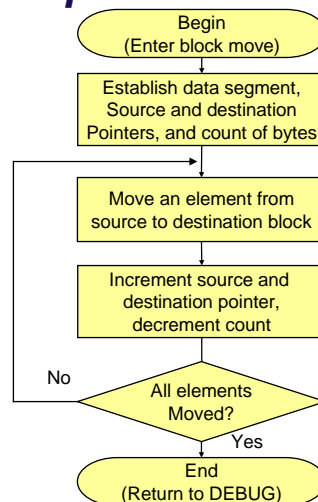 Begin
(Enter block move)
Establish data segment,
Source and destination
Pointers, and count of bytes
Move an element from
source to destination block
Increment source and
destination pointer,
decrement count
No
All elements
Moved?
Yes
End
(Return to DEBUG)